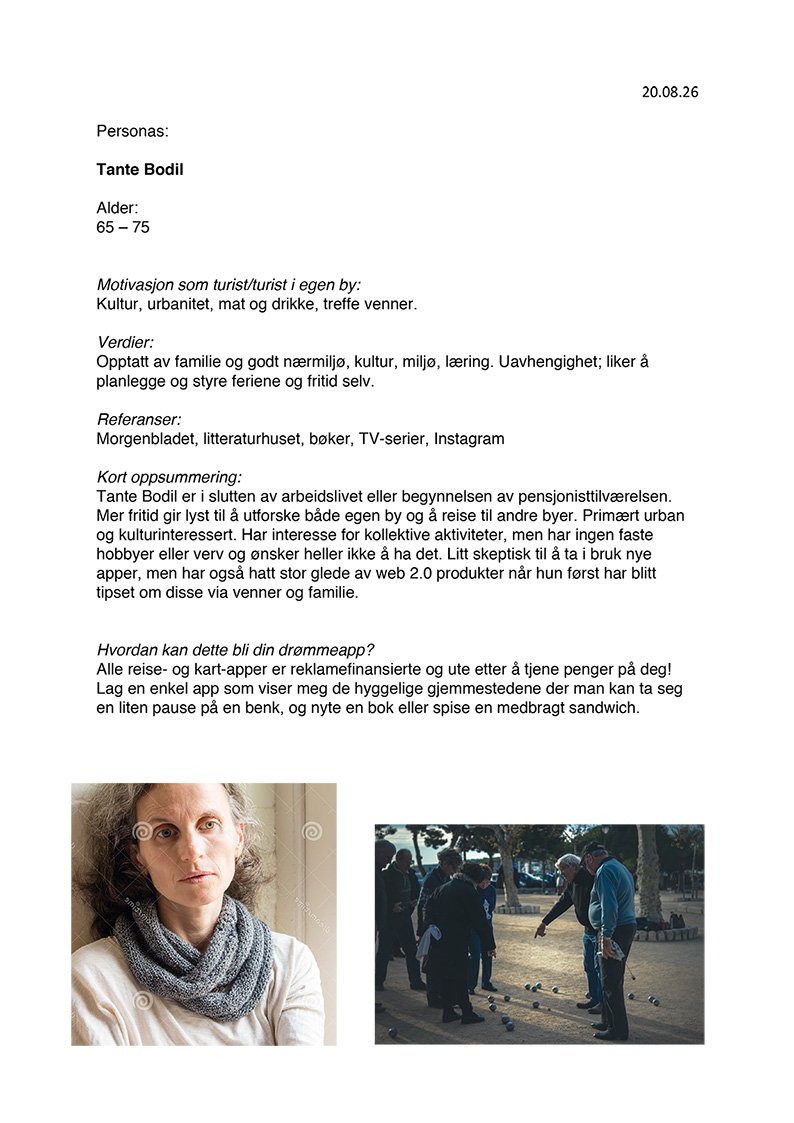 20.08.26
Personas:
Tante Bodil
Alder:
65 – 75
Motivasjon som turist/turist i egen by:
Kultur, urbanitet, mat og drikke, treffe venner.
Verdier:
Opptatt av familie og godt nærmiljø, kultur, miljø, læring. Uavhengighet; liker å
planlegge og styre feriene og fritid selv.
Referanser:
Morgenbladet, litteraturhuset, bøker, TV-serier, Instagram
Kort oppsummering:
Tante Bodil er i slutten av arbeidslivet eller begynnelsen av pensjonisttilværelsen.
Mer fritid gir lyst til å utforske både egen by og å reise til andre byer. Primært urban
og kulturinteressert. Har interesse for kollektive aktiviteter, men har ingen faste
hobbyer eller verv og ønsker heller ikke å ha det. Litt skeptisk til å ta i bruk nye
apper, men har også hatt stor glede av web 2.0 produkter når hun først har blitt
tipset om disse via venner og familie.
Hvordan kan dette bli din drømmeapp?
Alle reise- og kart-apper er reklamefinansierte og ute etter å tjene penger på deg!
Lag en enkel app som viser meg de hyggelige gjemmestedene der man kan ta seg
en liten pause på en benk, og nyte en bok eller spise en medbragt sandwich.